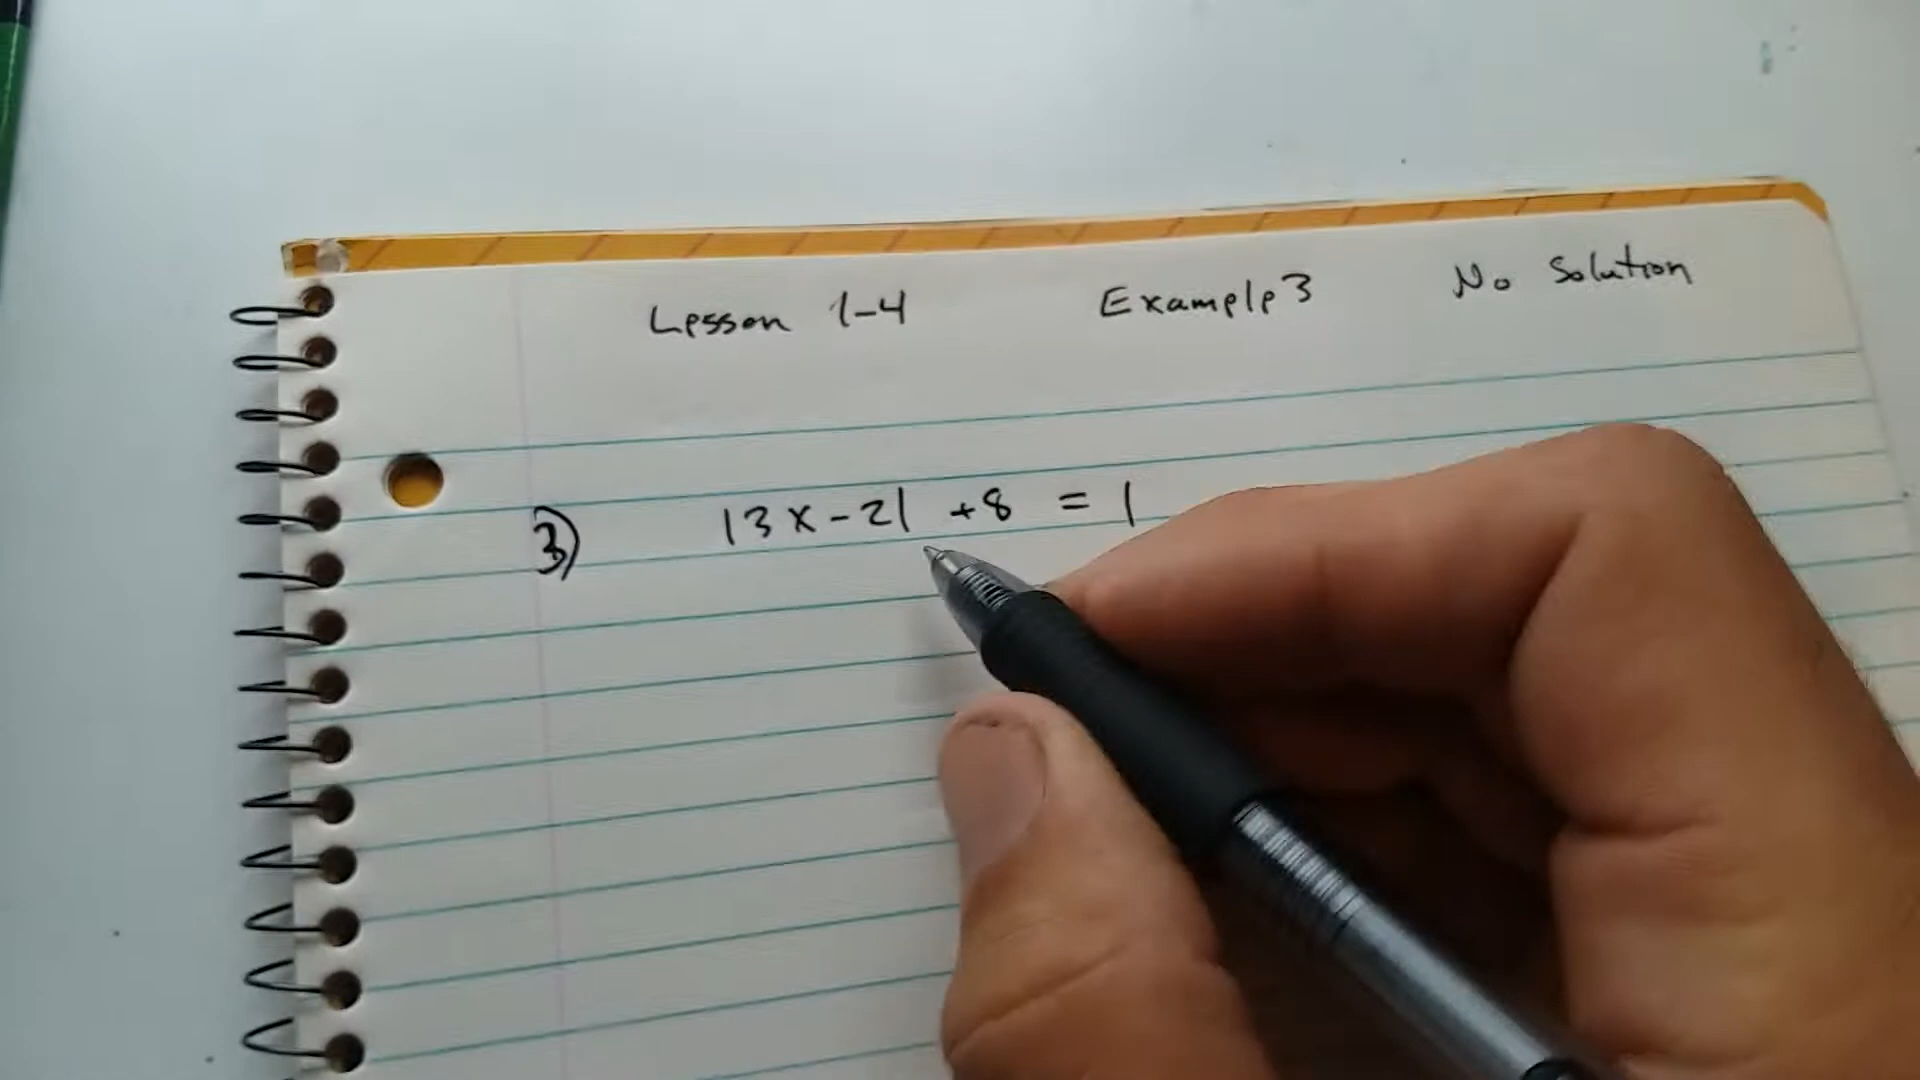 Lesson 1-4 Example 3 No Solution
3) |3x-2| +8 = 1